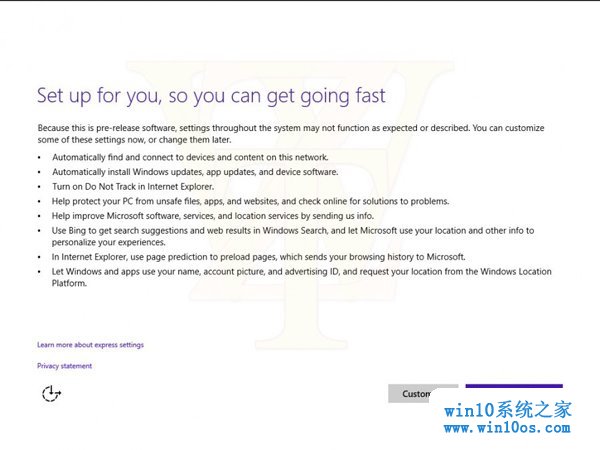 Set up for you, so you can get going fast
Because this is pre-release software, settings throughout the system may not function as expected or described. You can customize
some of these settings now, or change them later.
• Automatically find and connect to devices and content on this network.
• Automatically install Windows updates, app updates, and device software.
• Turn on Do Not Track in Internet Explorer.
• Help protect your PC from unsafe files, apps, and websites, and check online for solutions to problems.
• Help improve Microsoft software, services, and location services by sending us info.
• Use Bing to get search suggestions and web results in Windows Search, and let Microsoft use your location and other info to
personalize your experiences.
• In Internet Explorer, use page prediction to preload pages, which sends your browsing history to Microsoft.
• Let Windows and apps use your name, account picture, and advertising ID, and request your location from the Windows Location
Platform.
Learn more about express settings
Privacy statement
win10系统之家
www.win10os.com